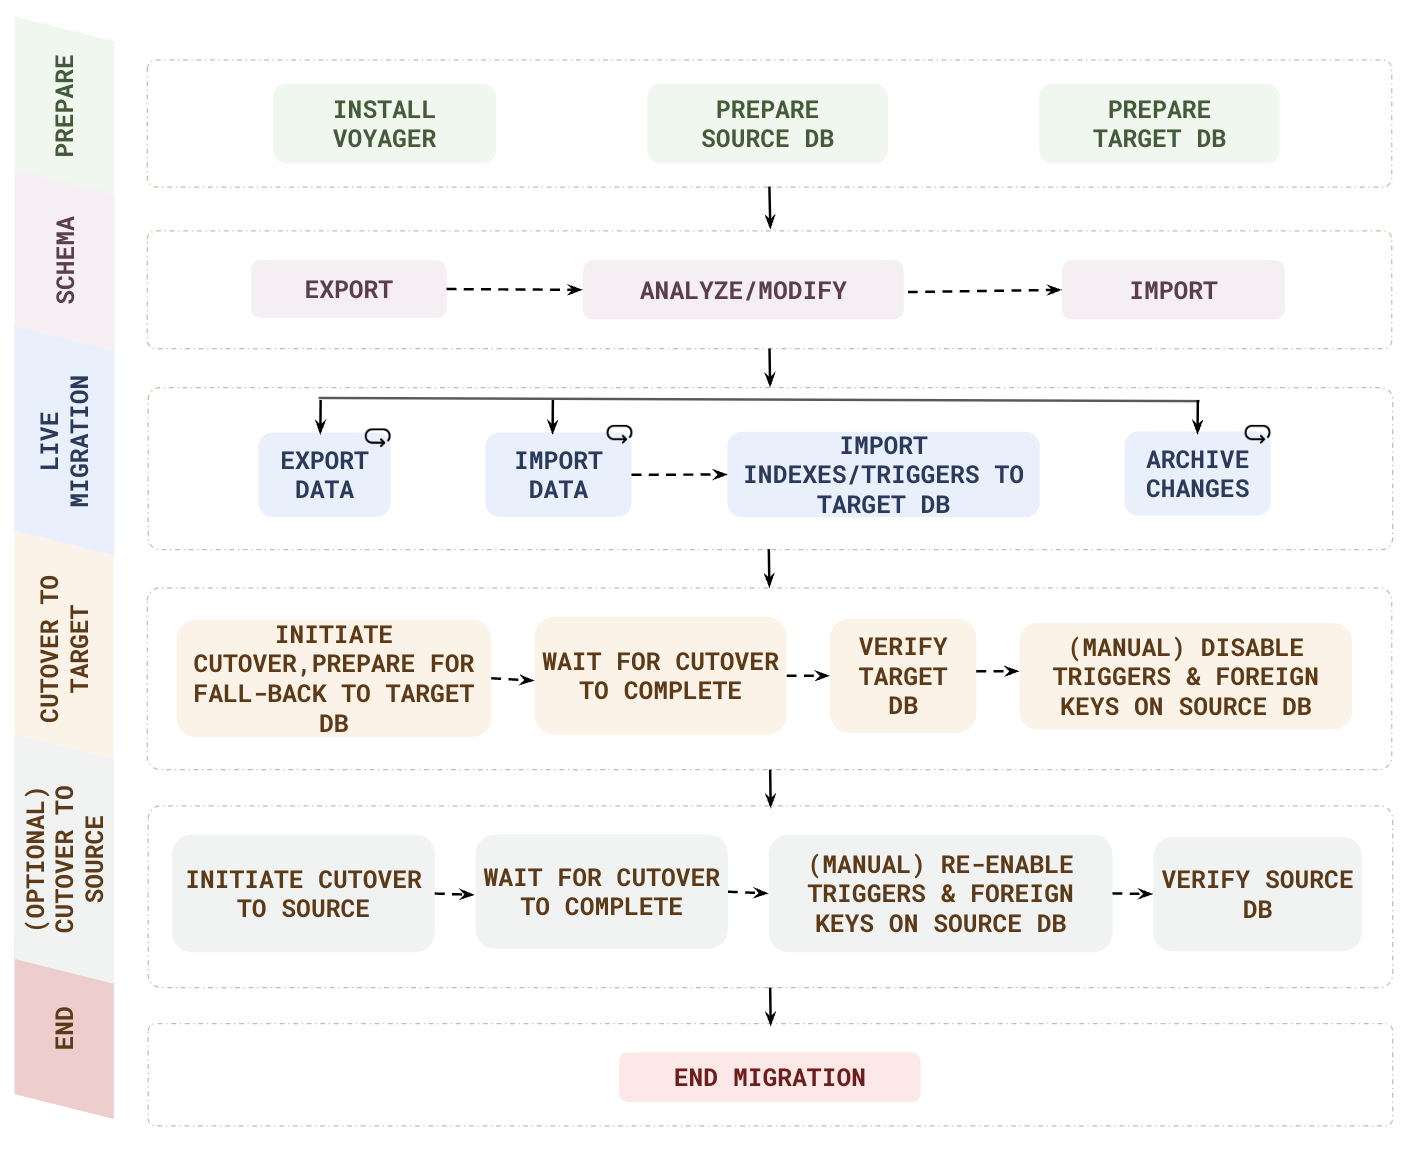 PREPARE
INSTALL
VOYAGER
PREPARE
SOURCE DB
PREPARE
TARGET DB
SCHEMA
EXPORT
ANALYZE/MODIFY
IMPORT
LIVE
MIGRATION
EXPORT
DATA
IMPORT
DATA
IMPORT
INDEXES/TRIGGERS TO
TARGET DB
ARCHIVE
CHANGES
CUTOVER TO
TARGET
INITIATE
CUTOVER,PREPARE FOR
FALL-BACK TO TARGET
DB
WAIT FOR CUTOVER
TO COMPLETE
VERIFY
TARGET
DB
(MANUAL) DISABLE
TRIGGERS & FOREIGN
KEYS ON SOURCE DB
(OPTIONAL)
CUTOVER TO
SOURCE
INITIATE CUTOVER
TO SOURCE
WAIT FOR CUTOVER
TO COMPLETE
(MANUAL) RE-ENABLE
TRIGGERS & FOREIGN
KEYS ON SOURCE DB
VERIFY SOURCE
DB
END
END MIGRATION